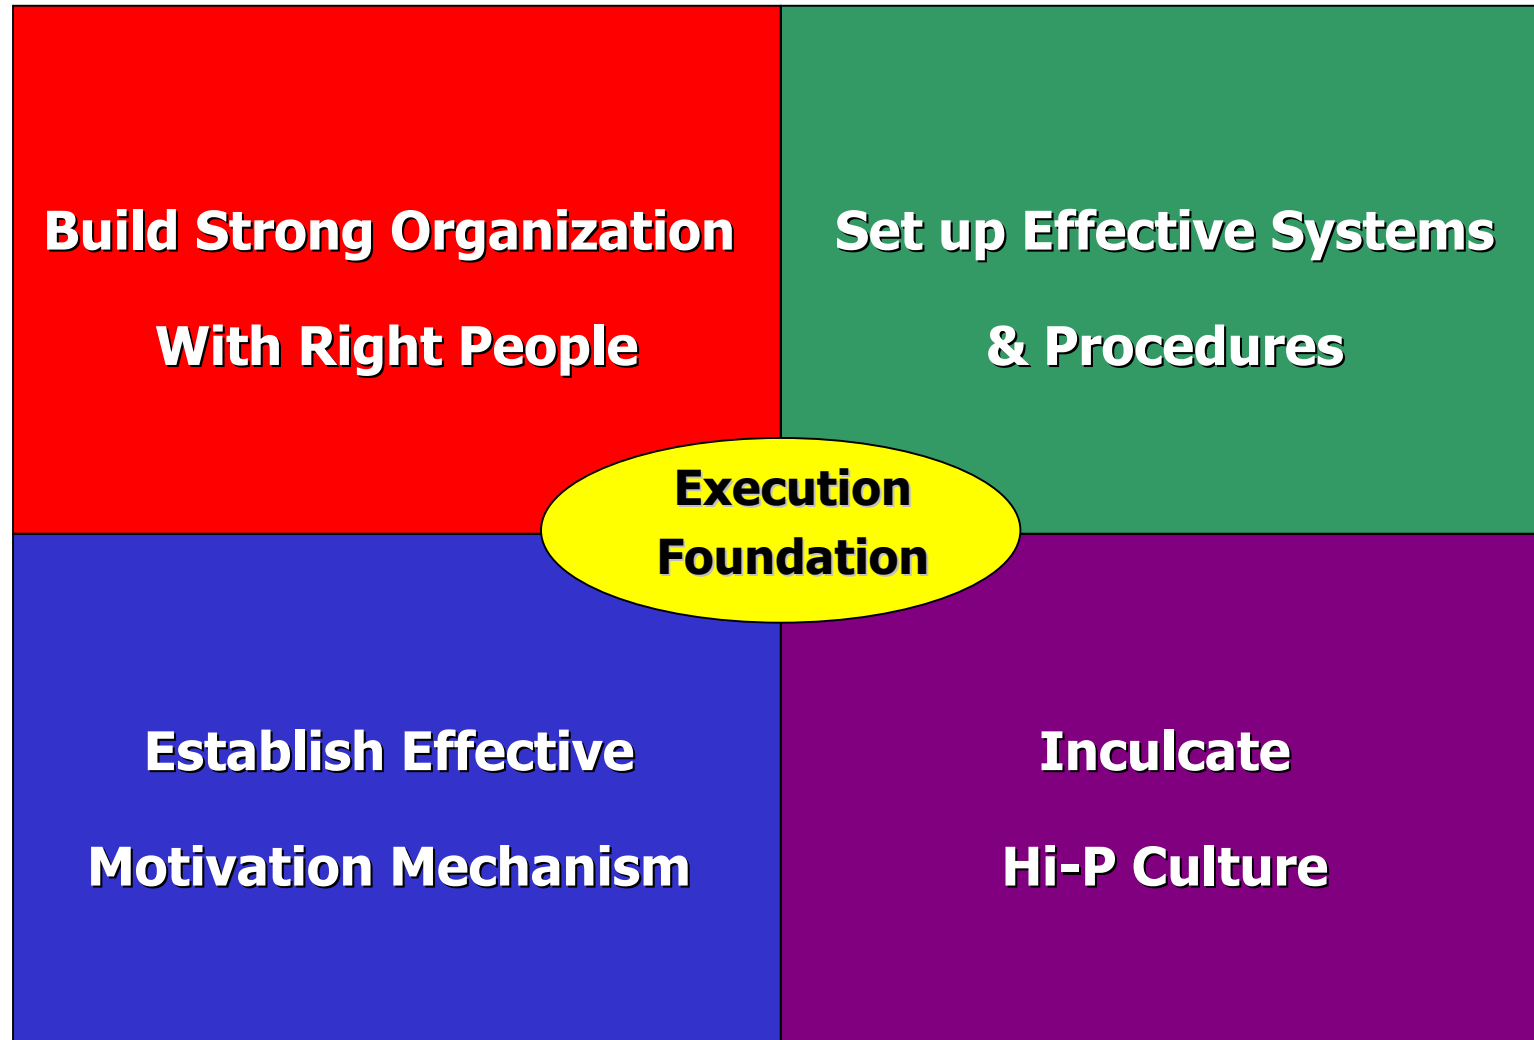 Build Strong Organization
With Right People
Set up Effective Systems
& Procedures
Execution
Foundation
Establish Effective
Motivation Mechanism
Inculcate
Hi-P Culture